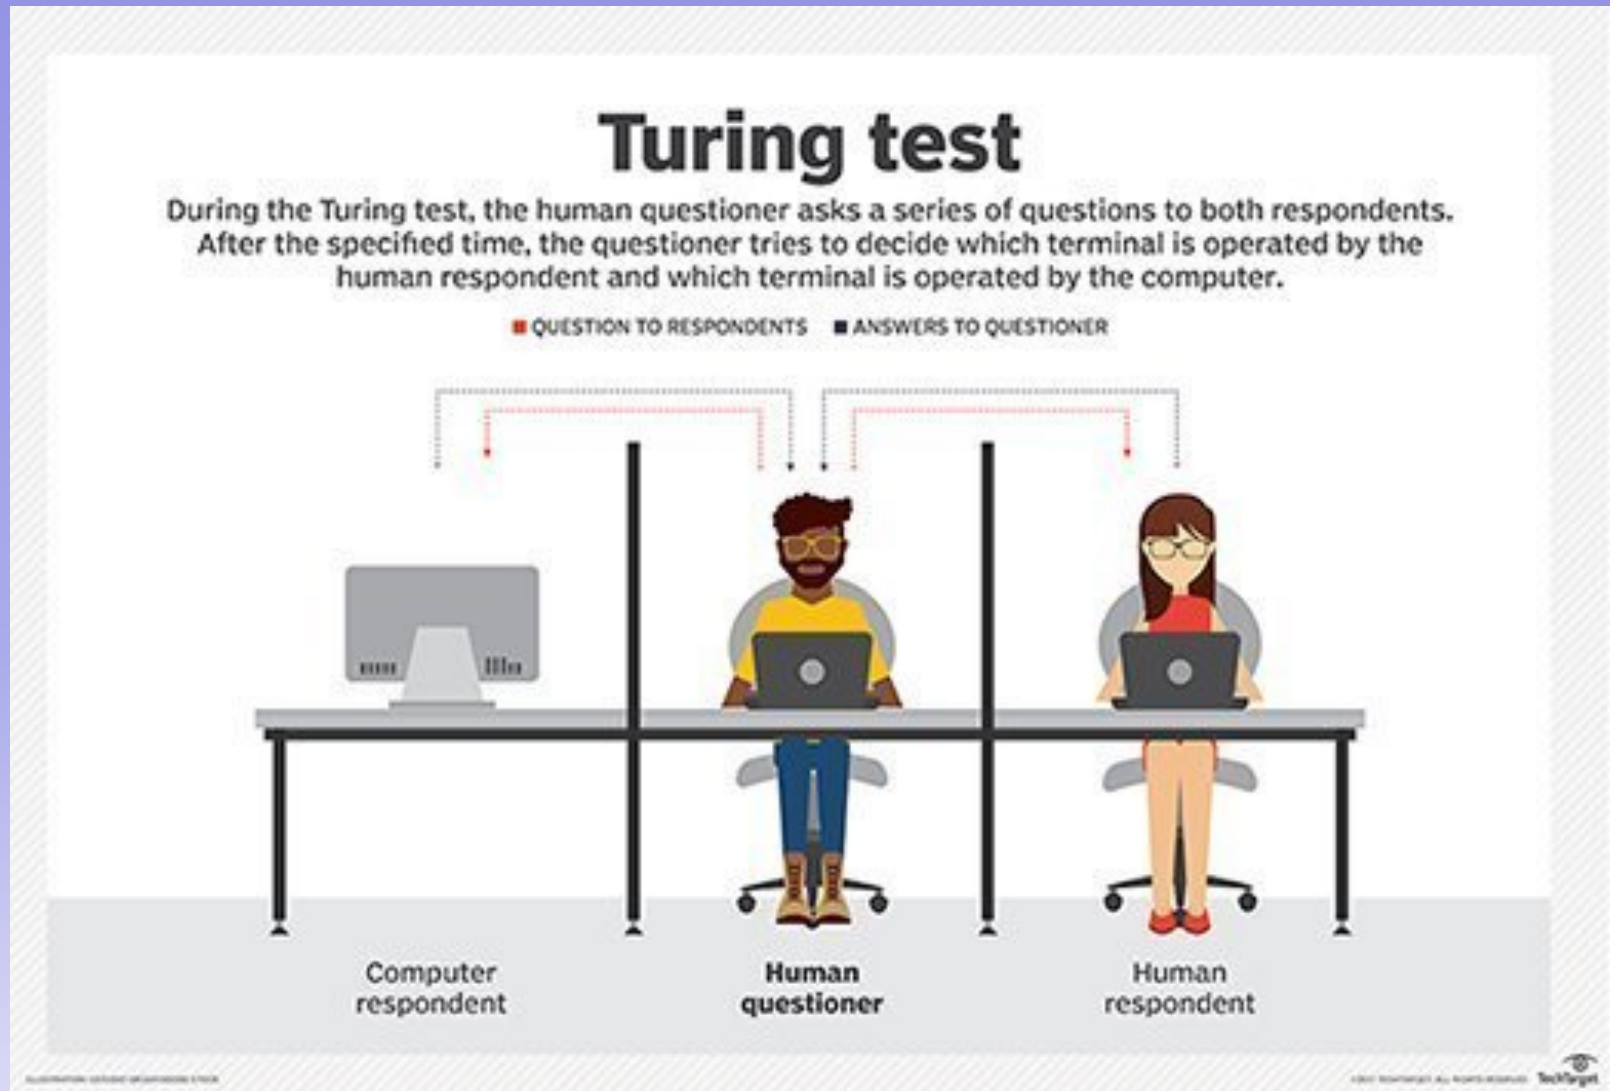 Turing test
During the Turing test, the human questioner asks a series of questions to both respondents.
After the specified time, the questioner tries to decide which terminal is operated by the
human respondent and which terminal is operated by the computer.
QUESTION TO RESPONDENTS ANSWERS TO QUESTIONER
Computer
respondent
Human
questioner
Human
respondent
TechTarget